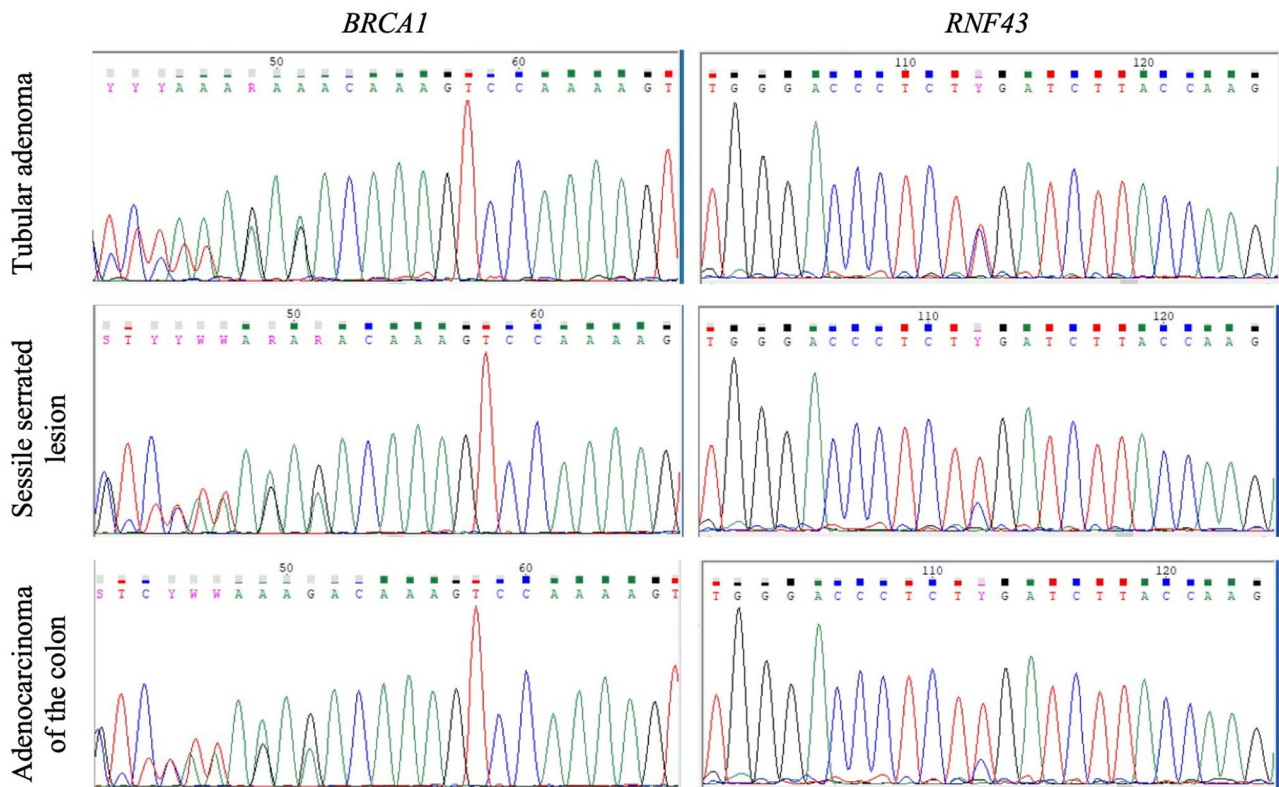 BRCA1
RNF43
Tubular adenoma
50 60
Y Y Y A A A R A A A C A A A G T C C A A A A G T
110 120
T G G G A C C C T C T Y G A T C T T A C C A A G
Sessile serrated
lesion
50 60
S T Y Y W W A R A R A C A A A G T C C A A A A G
110 120
T G G G A C C C T C T Y G A T C T T A C C A A G
Adenocarcinoma
of the colon
50 60
S T C Y W W A A A G A C A A A G T C C A A A A G T
110 120
T G G G A C C C T C T Y G A T C T T A C C A A G